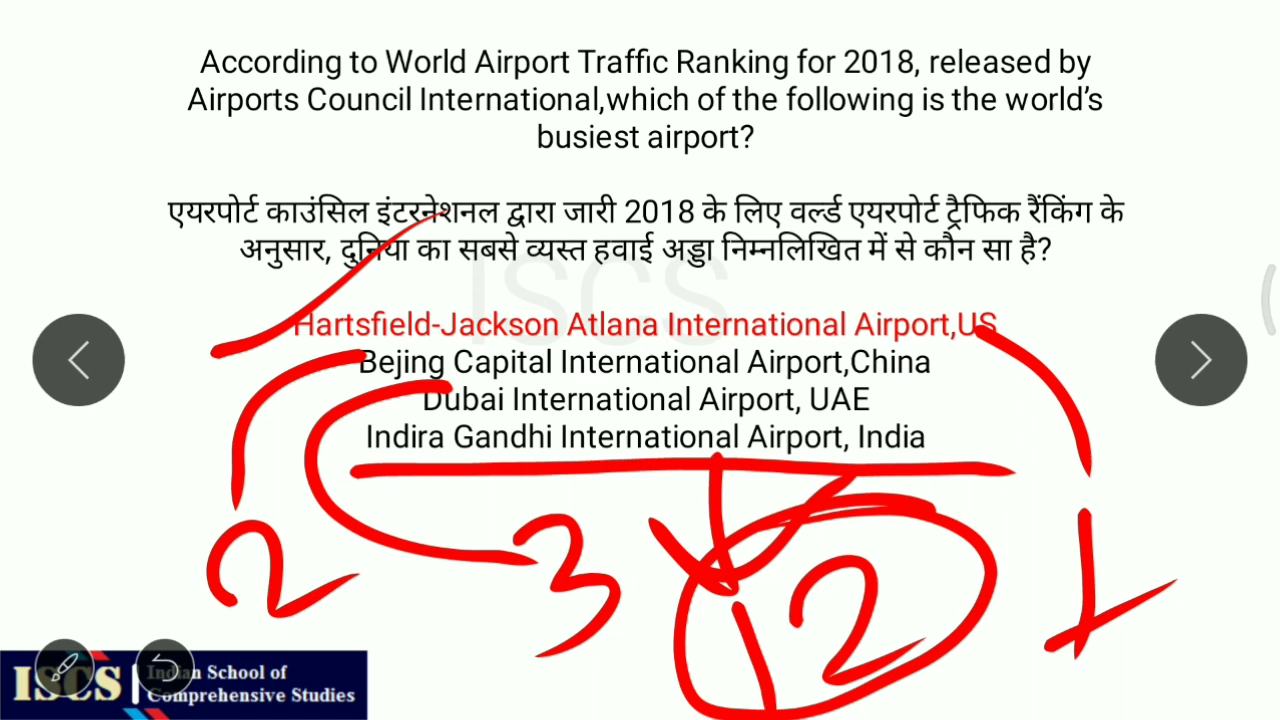 According to World Airport Traffic Ranking for 2018, released by
Airports Council International,which of the following is the world’s
busiest airport?
एयरपोर्ट काउंसिल इंटरनेशनल द्वारा जारी 2018 के लिए वर्ल्ड एयरपोर्ट ट्रैफिक रैंकिंग के
अनुसार, दुनिया का सबसे व्यस्त हवाई अड्डा निम्नलिखित में से कौन सा है?
ISCS
Hartsfield-Jackson Atlana International Airport,US
Bejing Capital International Airport,China
Dubai International Airport, UAE
Indira Gandhi International Airport, India
2
3
12
1
ISCS | Indian School of
Comprehensive Studies